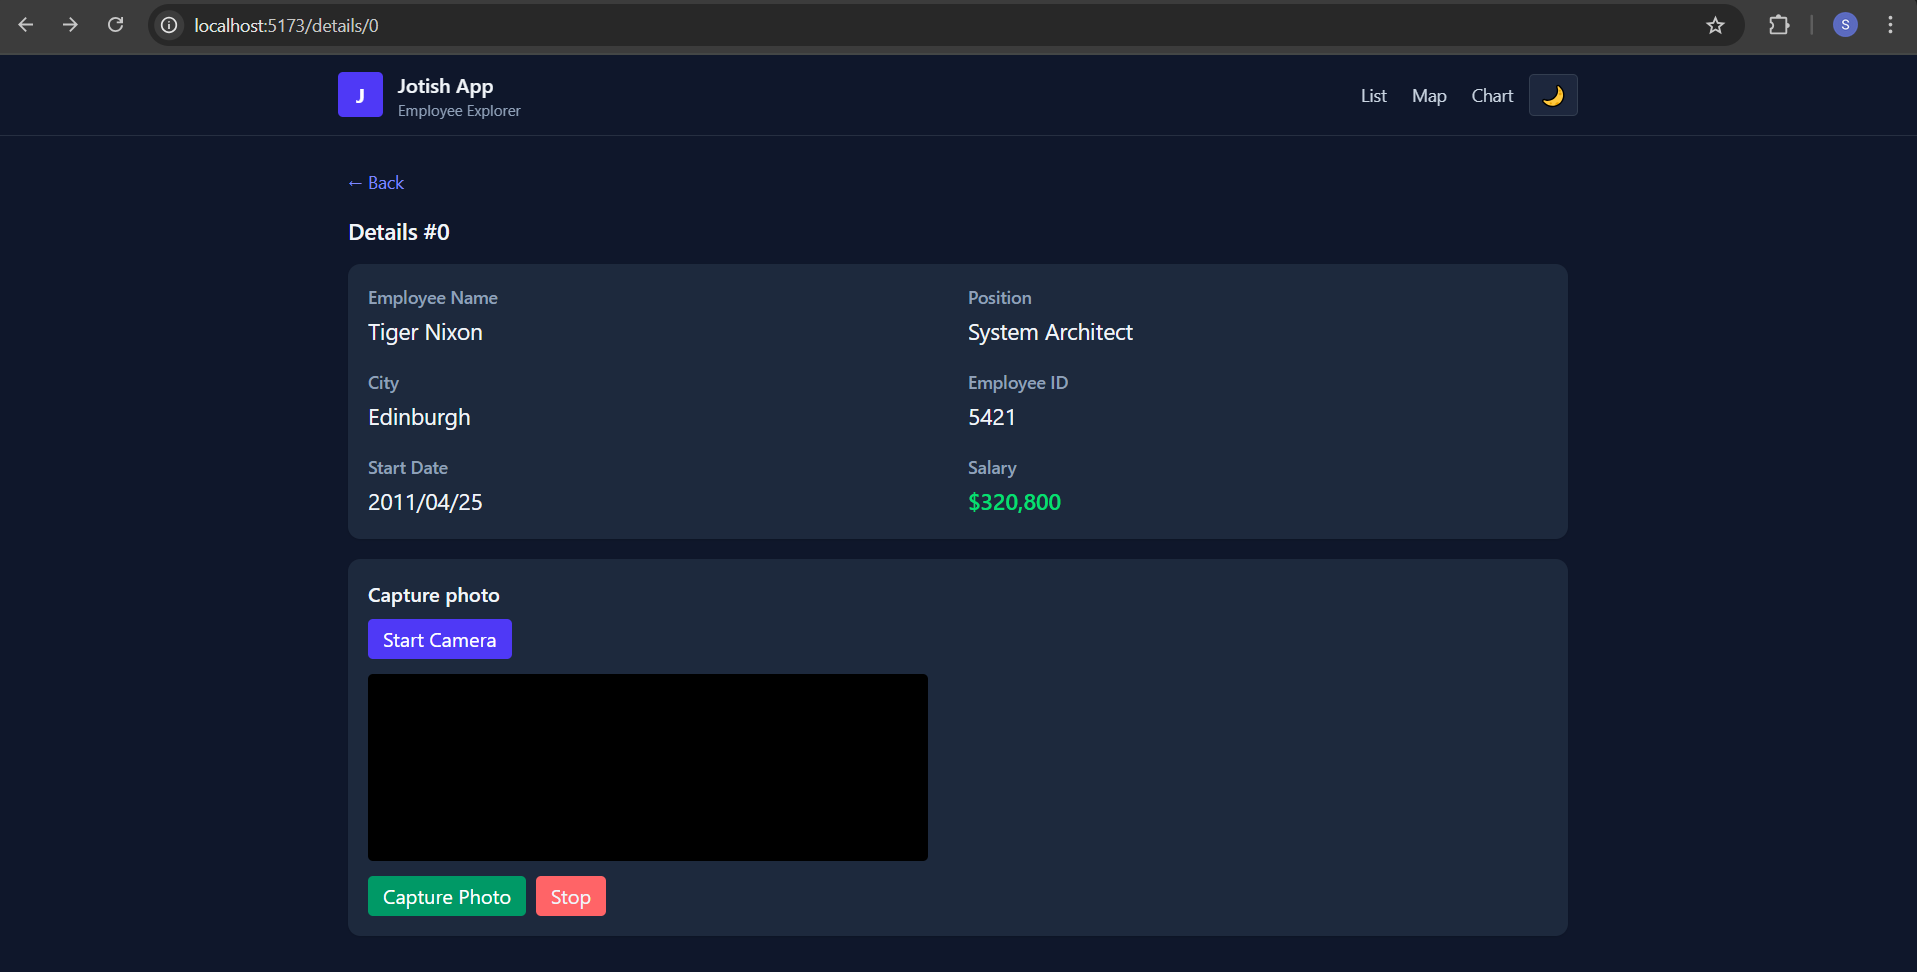 localhost:5173/details/0
S
J
Jotish App
Employee Explorer
List Map Chart
← Back
Details #0
Employee Name Position
Tiger Nixon System Architect
City Employee ID
Edinburgh 5421
Start Date Salary
2011/04/25 $320,800
Capture photo
Start Camera
Capture Photo Stop